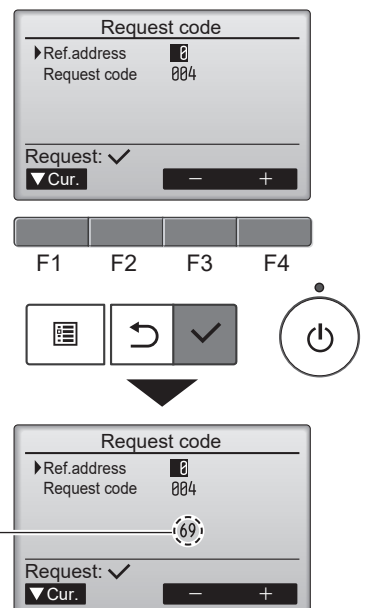 Request code
▶Ref.address 0
Request code 004
Request: ✓
▼Cur. − +
F1 F2 F3 F4
Request code
▶Ref.address 0
Request code 004
69
Request: ✓
▼Cur. − +